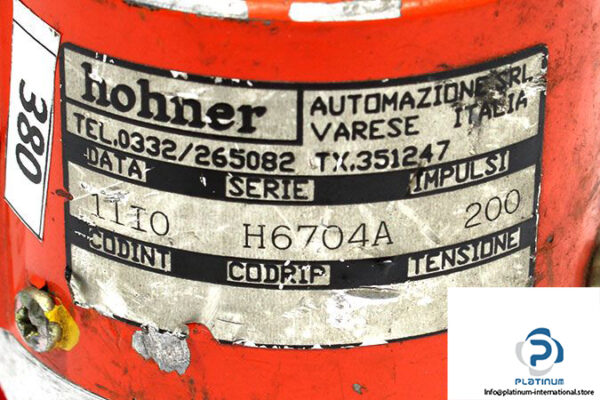 380
hohner
AUTOMAZIONE SRL
VARESE ITALIA
TEL.0332/265082 TX.351247
DATA SERIE IMPULSI
11I0 H6704A 200
CODINT CODRIP TENSIONE
PLATINUM
Info@platinum-international.store